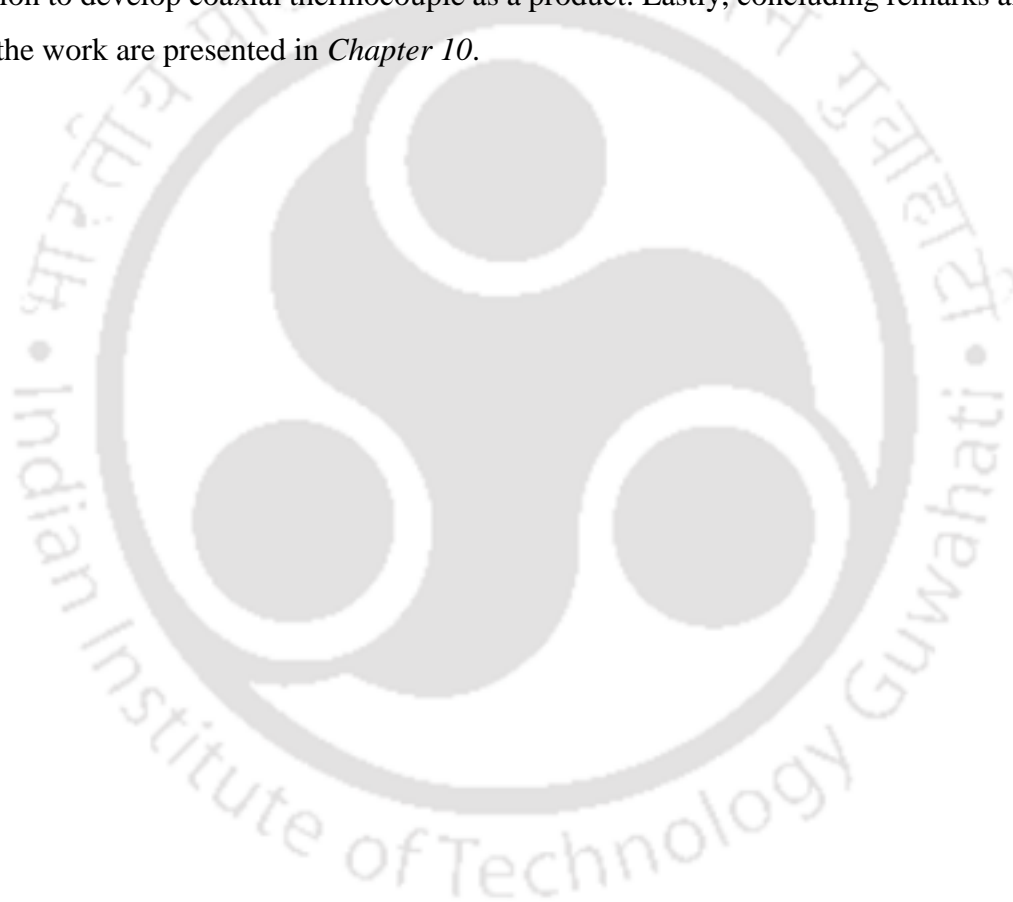 ion to develop coaxial thermocouple as a product. Lastly, concluding remarks
the work are presented in Chapter 10.
भारतीय
गुवाहाटी
Indian Institute of Technology Guwahati